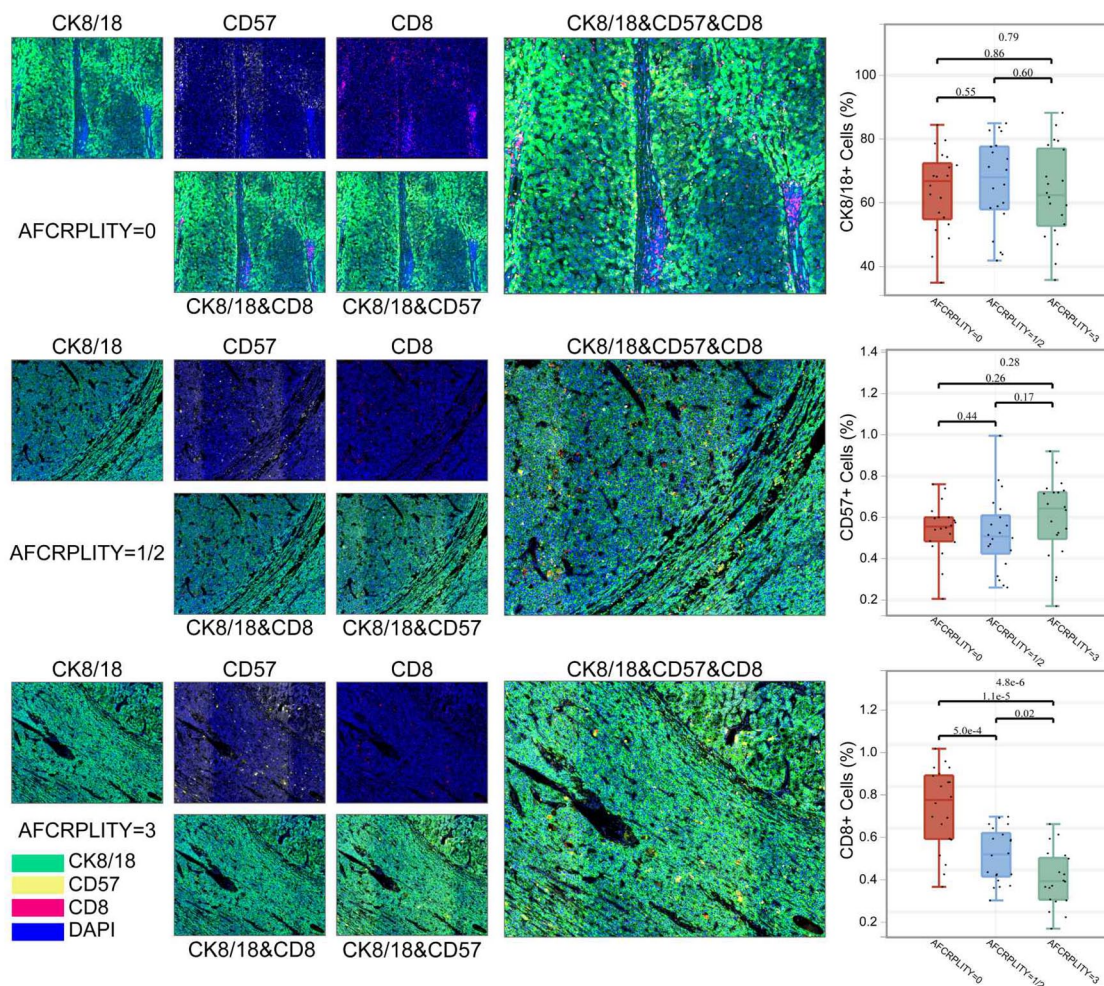 CK8/18 CD57 CD8 CK8/18&CD57&CD8
AFCRPLITY=0
CK8/18&CD8 CK8/18&CD57
CK8/18+ Cells (%)
100
80
60
40
0.79
0.86
0.60
0.55
AFCRPLITY=0 AFCRPLITY=1/2 AFCRPLITY=3
CK8/18 CD57 CD8 CK8/18&CD57&CD8
AFCRPLITY=1/2
CK8/18&CD8 CK8/18&CD57
CD57+ Cells (%)
1.4
1.2
1.0
0.8
0.6
0.4
0.2
0.28
0.26
0.17
0.44
AFCRPLITY=0 AFCRPLITY=1/2 AFCRPLITY=3
CK8/18 CD57 CD8 CK8/18&CD57&CD8
AFCRPLITY=3
CK8/18
CD57
CD8
DAPI
CK8/18&CD8 CK8/18&CD57
CD8+ Cells (%)
1.2
1.0
0.8
0.6
0.4
0.2
4.8e-6
1.1e-5
0.02
5.0e-4
AFCRPLITY=0 AFCRPLITY=1/2 AFCRPLITY=3